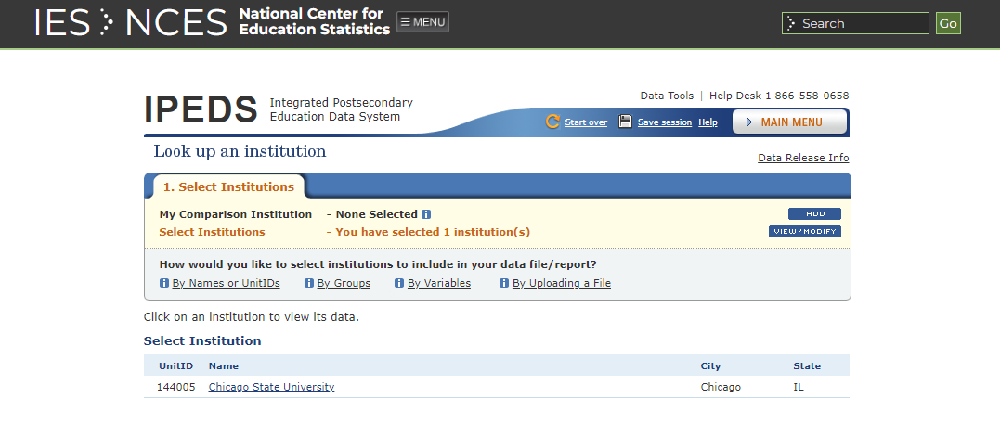 IES NCES National Center for Education Statistics MENU Search Go
IPEDS Integrated Postsecondary Education Data System
Data Tools | Help Desk 1 866-558-0658
Start over Save session Help MAIN MENU
Look up an institution
Data Release Info
1. Select Institutions
My Comparison Institution - None Selected ADD
Select Institutions - You have selected 1 institution(s) VIEW/MODIFY
How would you like to select institutions to include in your data file/report?
By Names or UnitIDs By Groups By Variables By Uploading a File
Click on an institution to view its data.
Select Institution
UnitID Name City State
144005 Chicago State University Chicago IL